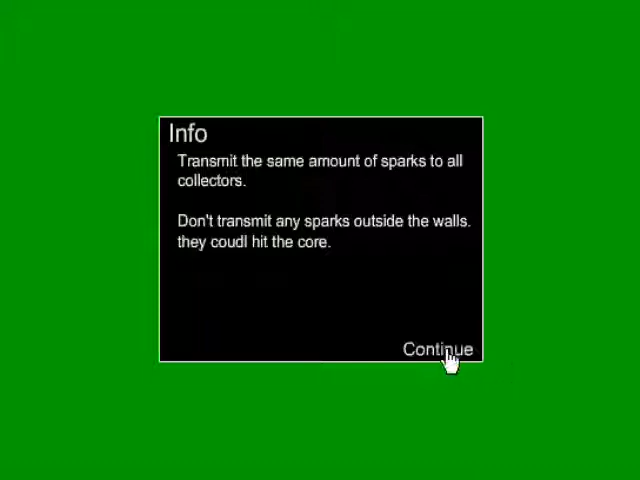 Info
Transmit the same amount of sparks to all
collectors.
Don't transmit any sparks outside the walls.
they coudl hit the core.
Continue